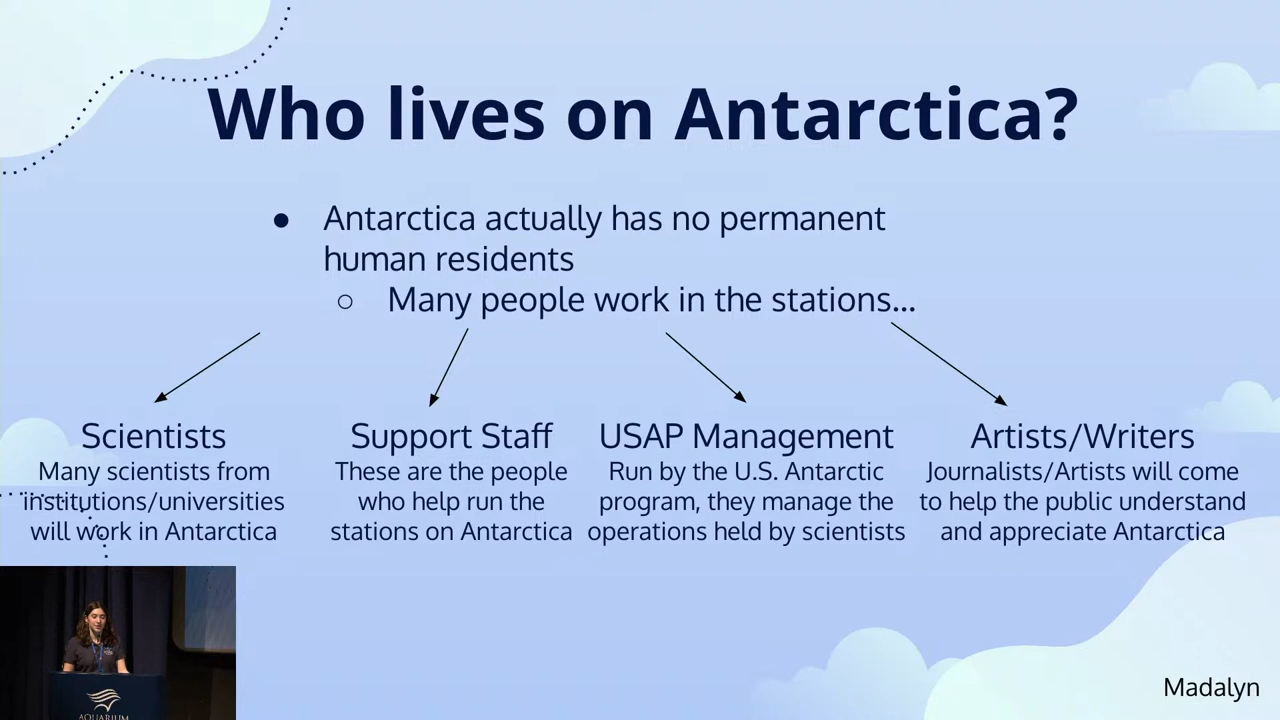 Who lives on Antarctica?
● Antarctica actually has no permanent
human residents
○ Many people work in the stations...
Scientists
Many scientists from
institutions/universities
will work in Antarctica
Support Staff
These are the people
who help run the
stations on Antarctica
USAP Management
Run by the U.S. Antarctic
program, they manage the
operations held by scientists
Artists/Writers
Journalists/Artists will come
to help the public understand
and appreciate Antarctica
AQUARIUM
Madalyn